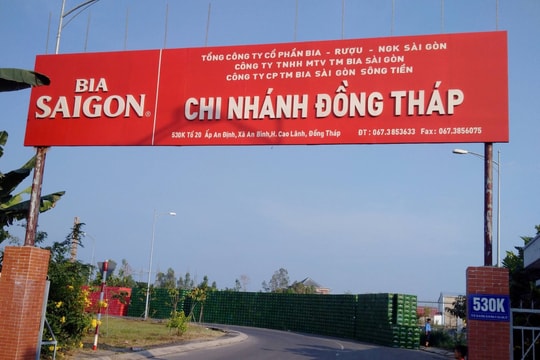 BIA
SAIGON®
TỔNG CÔNG TY CỔ PHẦN BIA - RƯỢU - NGK SÀI GÒN
CÔNG TY TNHH MTV TM BIA SÀI GÒN
CÔNG TY CP TM BIA SÀI GÒN SÔNG TIỀN
CHI NHÁNH ĐỒNG THÁP
530K Tổ 20 Ấp An Định, Xã An Bình, H. Cao Lãnh, Đồng Tháp ĐT : 067.3853633 Fax : 067.3856075
530K